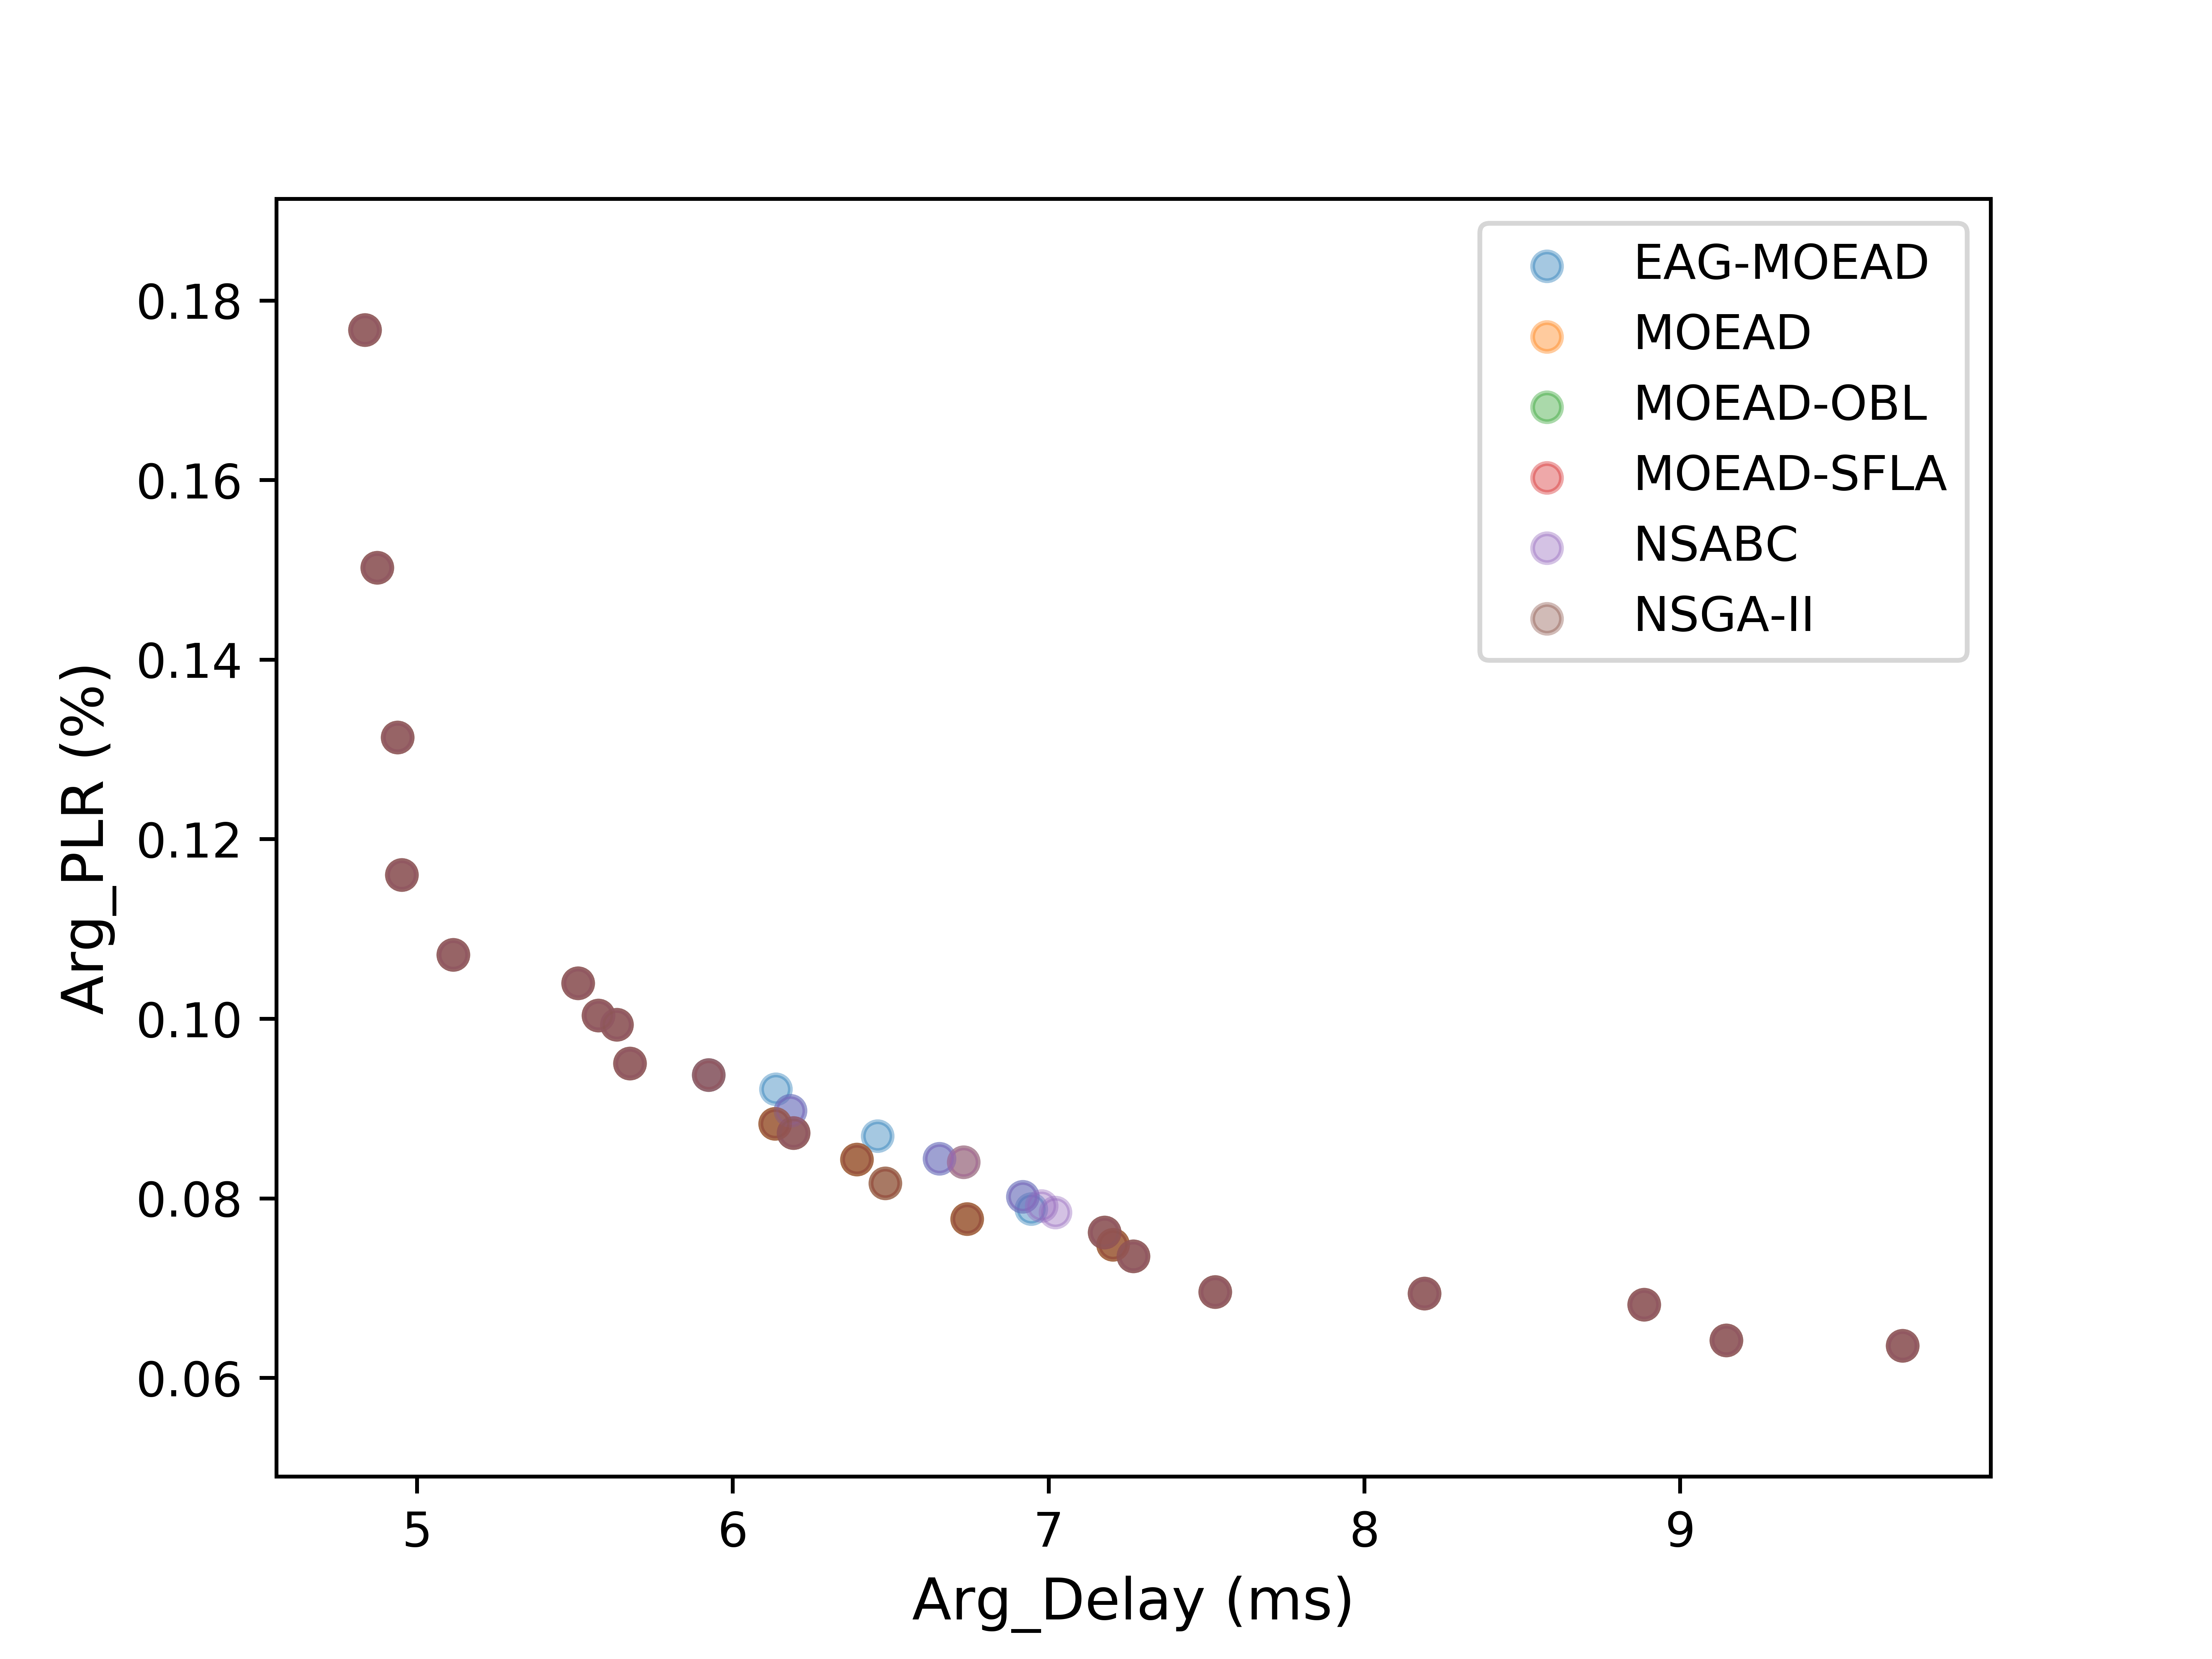 EAG-MOEAD
MOEAD
MOEAD-OBL
MOEAD-SFLA
NSABC
NSGA-II
0.18
0.16
0.14
0.12
0.10
0.08
0.06
Arg_PLR (%)
5 6 7 8 9
Arg_Delay (ms)